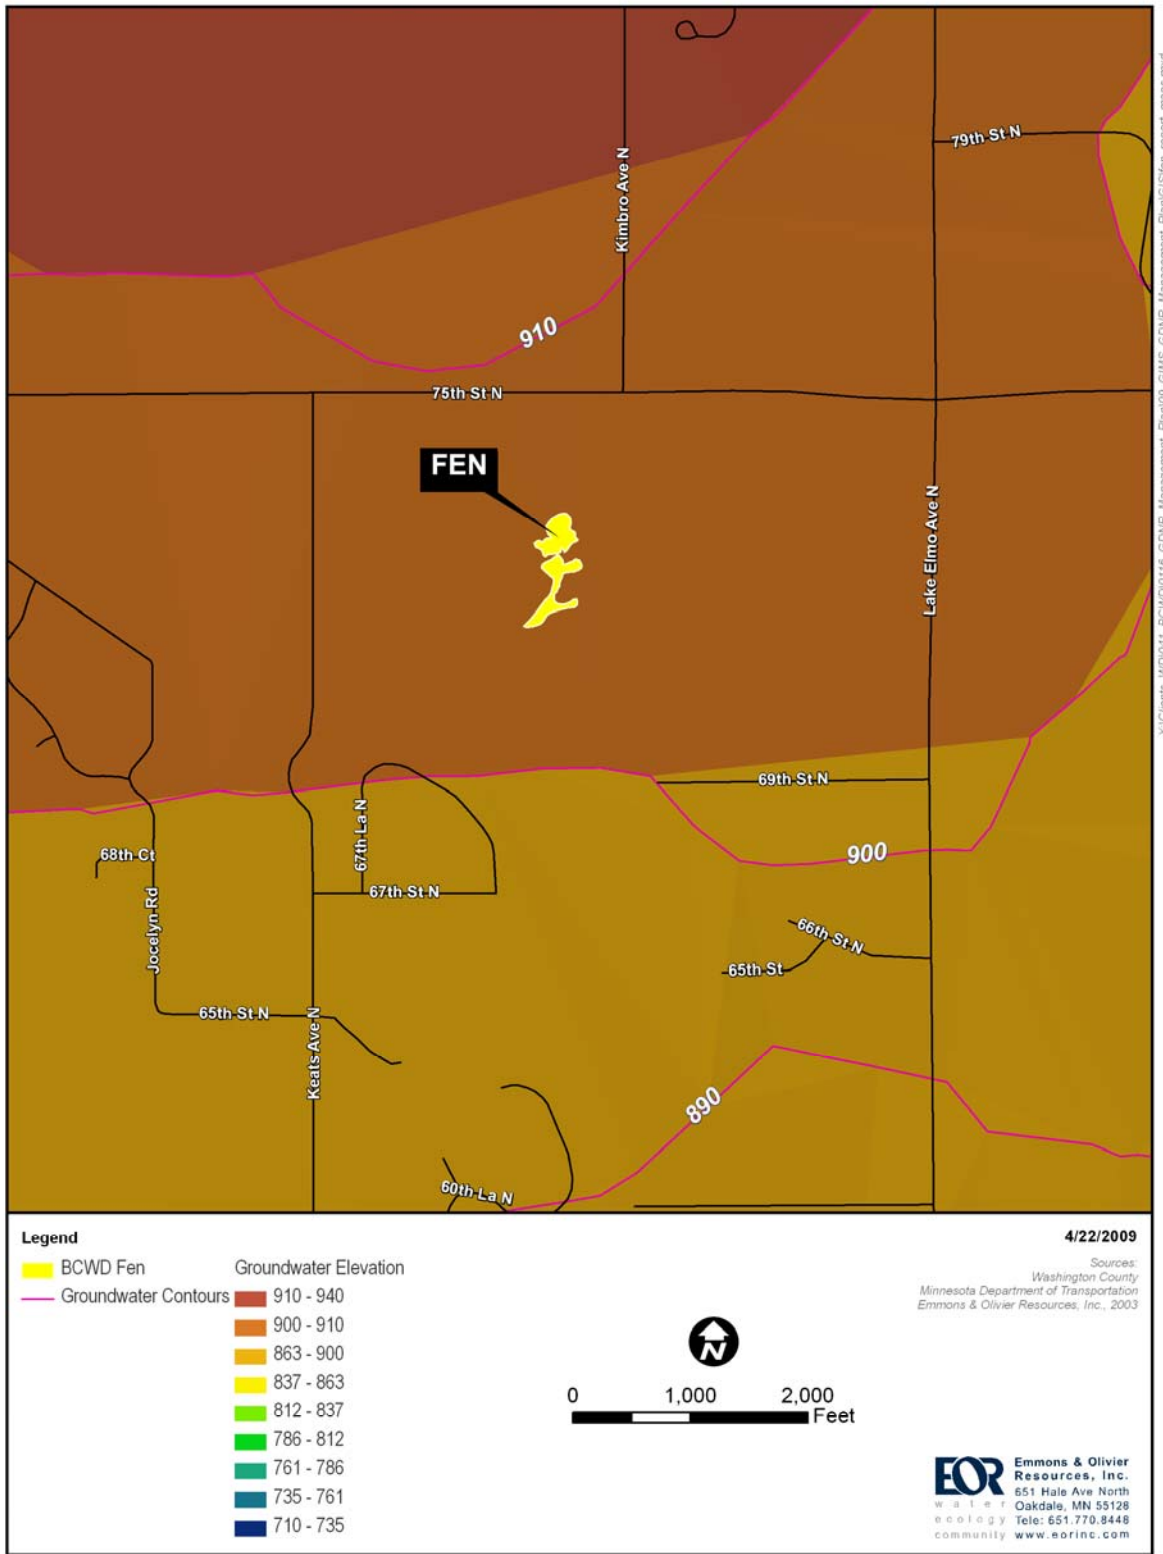 79th St N
Kimbro Ave N
910
75th St N
FEN
Lake Elmo Ave N
69th St N
67th La N
900
68th Ct
67th St N
Jocelyn Rd
66th St N
65th St
65th St N
Keats Ave N
890
60th La N
Legend
BCWD Fen
Groundwater Contours
Groundwater Elevation
910 - 940
900 - 910
863 - 900
837 - 863
812 - 837
786 - 812
761 - 786
735 - 761
710 - 735
N
0 1,000 2,000
Feet
4/22/2009
Sources:
Washington County
Minnesota Department of Transportation
Emmons & Olivier Resources, Inc., 2003
EOR
water
ecology
community
Emmons & Olivier
Resources, Inc.
651 Hale Ave North
Oakdale, MN 55128
Tele: 651.770.8448
www.eorinc.com